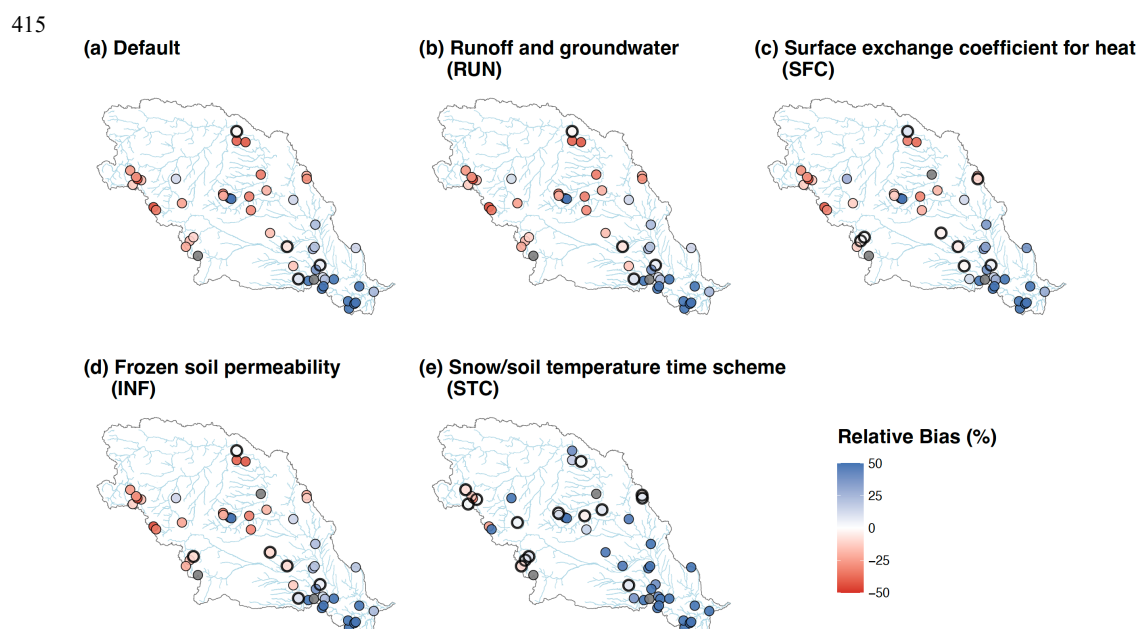 415
(a) Default
(b) Runoff and groundwater
(RUN)
(c) Surface exchange coefficient for heat
(SFC)
(d) Frozen soil permeability
(INF)
(e) Snow/soil temperature time scheme
(STC)
Relative Bias (%)
50
25
0
−25
−50